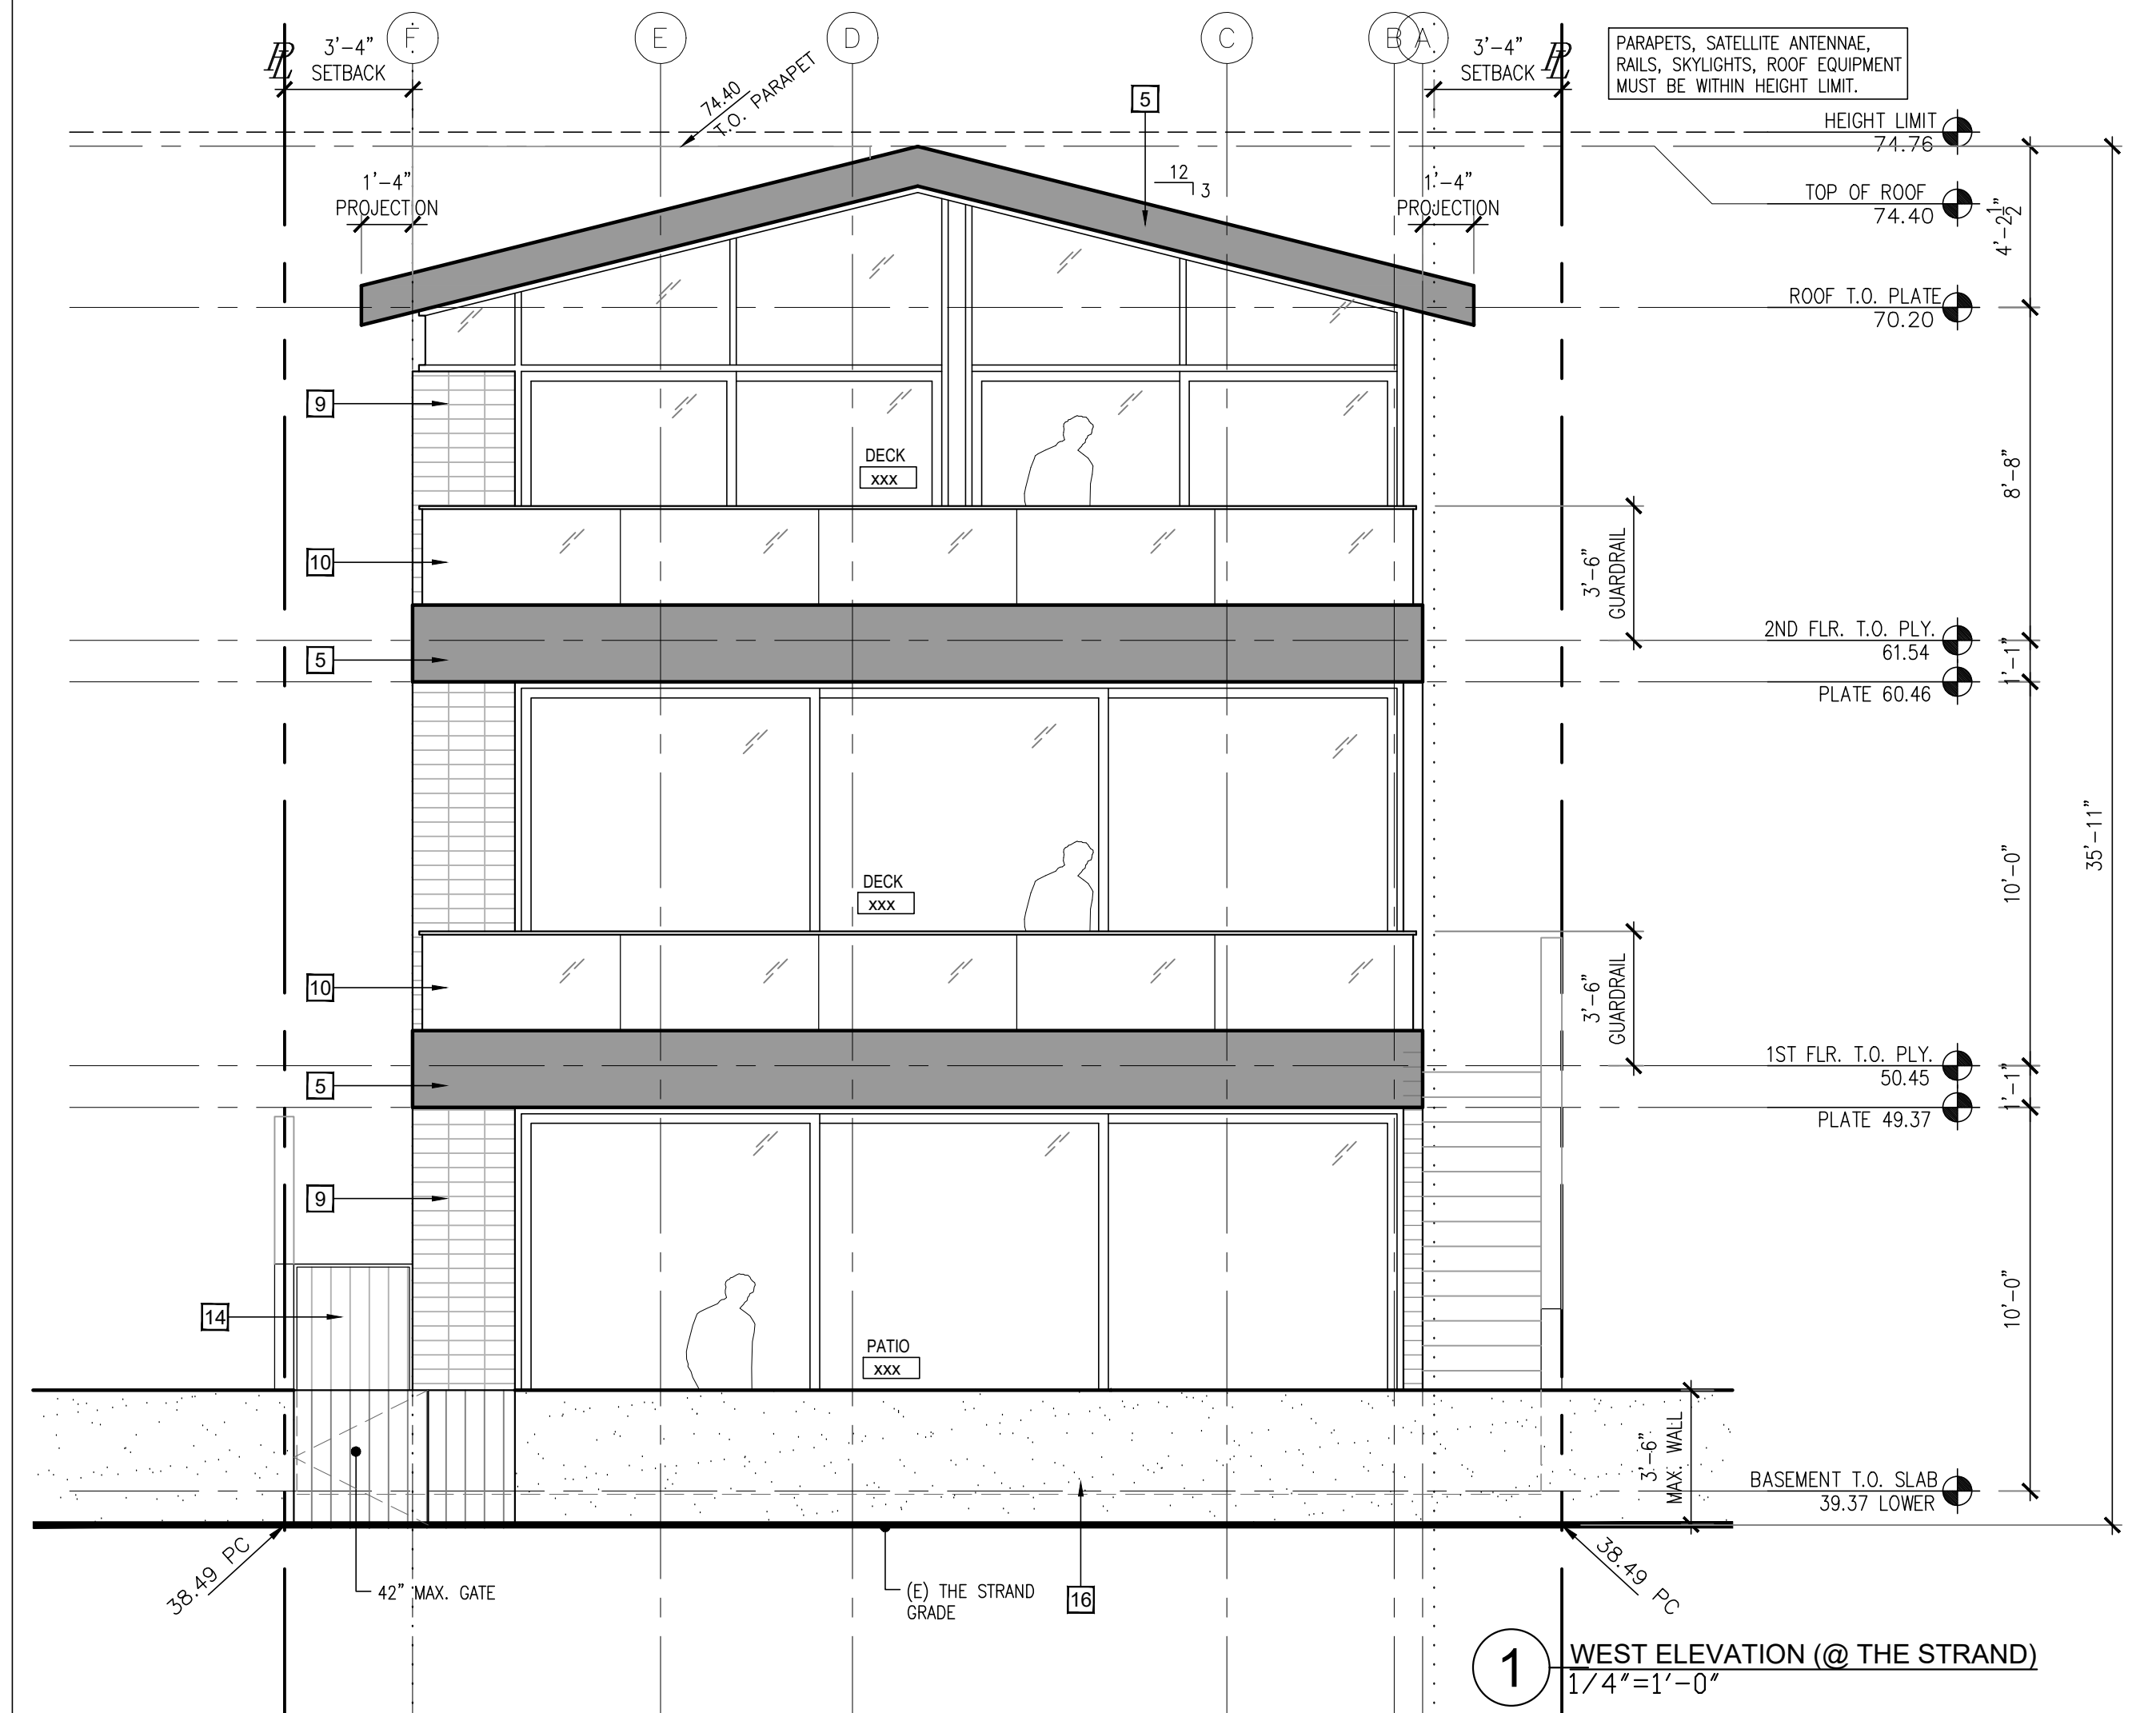 PL
3'-4"
SETBACK
F
E
D
C
B
A
3'-4"
SETBACK
PL
PARAPETS, SATELLITE ANTENNAE,
RAILS, SKYLIGHTS, ROOF EQUIPMENT
MUST BE WITHIN HEIGHT LIMIT.
74.40
T.O. PARAPET
5
HEIGHT LIMIT
74.76
1'-4"
PROJECTION
12
3
1'-4"
PROJECTION
TOP OF ROOF
74.40
4'-2 1/2"
ROOF T.O. PLATE
70.20
9
DECK
XXX
8'-8"
10
3'-6"
GUARDRAIL
2ND FLR. T.O. PLY.
61.54
5
1'-1"
PLATE 60.46
35'-11"
10'-0"
DECK
XXX
10
3'-6"
GUARDRAIL
1ST FLR. T.O. PLY.
50.45
5
1'-1"
PLATE 49.37
9
10'-0"
14
PATIO
XXX
3'-6"
MAX. WALL
BASEMENT T.O. SLAB
39.37 LOWER
38.49 PC
42" MAX. GATE
(E) THE STRAND
GRADE
16
38.49 PC
1
WEST ELEVATION (@ THE STRAND)
1/4"=1'-0"